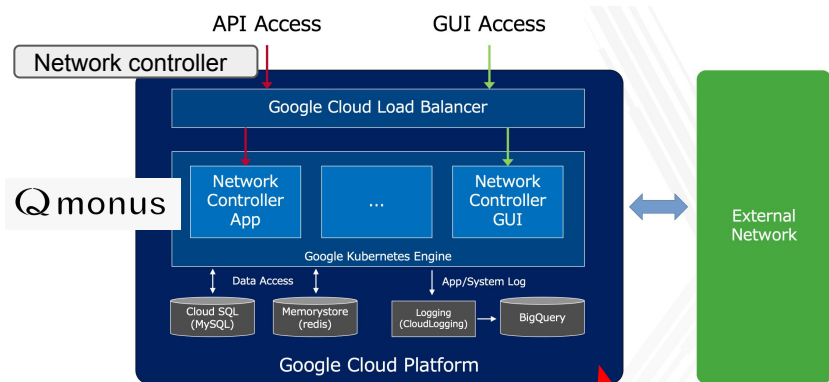 API Access
GUI Access
Network controller
Google Cloud Load Balancer
Network
Controller
App
...
Network
Controller
GUI
Qmonus
Google Kubernetes Engine
External
Network
Data Access
App/System Log
Cloud SQL
(MySQL)
Memorystore
(redis)
Logging
(CloudLogging)
BigQuery
Google Cloud Platform